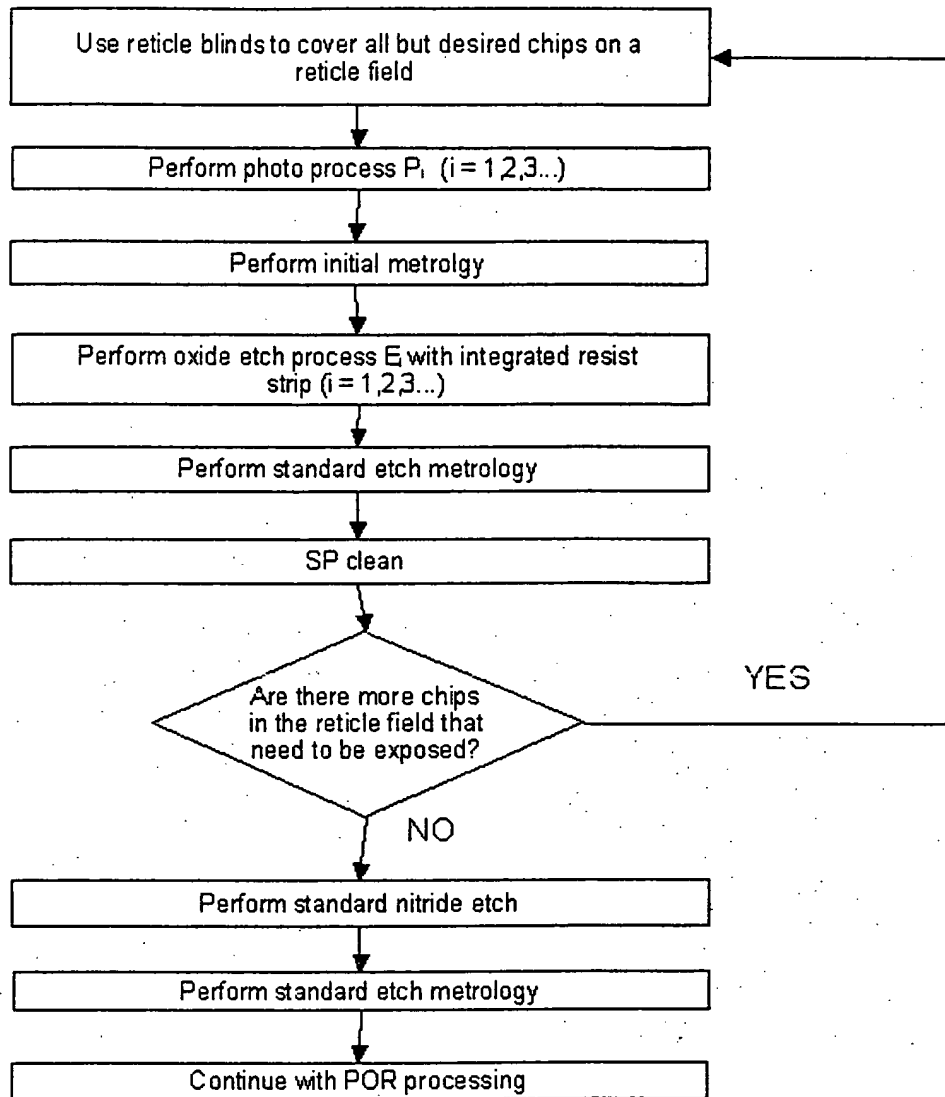 Use reticle blinds to cover all but desired chips on a
reticle field
Perform photo process Pᵢ (i = 1,2,3...)
Perform initial metrolgy
Perform oxide etch process Eᵢ with integrated resist
strip (i = 1,2,3...)
Perform standard etch metrology
SP clean
Are there more chips
in the reticle field that
need to be exposed?
YES
NO
Perform standard nitride etch
Perform standard etch metrology
Continue with POR processing